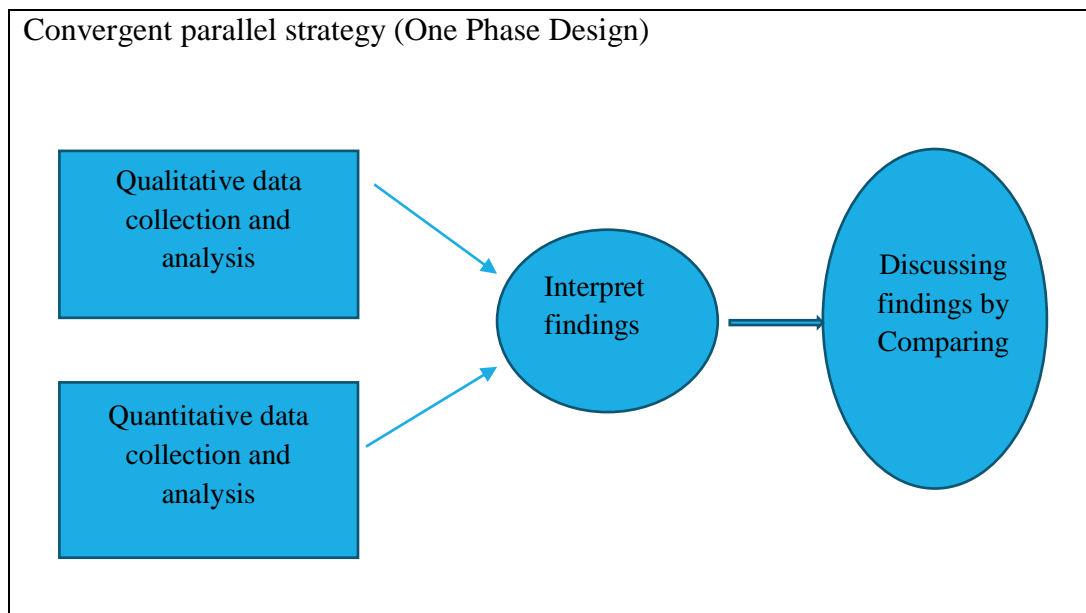 Convergent parallel strategy (One Phase Design)
Qualitative data
collection and
analysis
Quantitative data
collection and
analysis
Interpret
findings
Discussing
findings by
Comparing